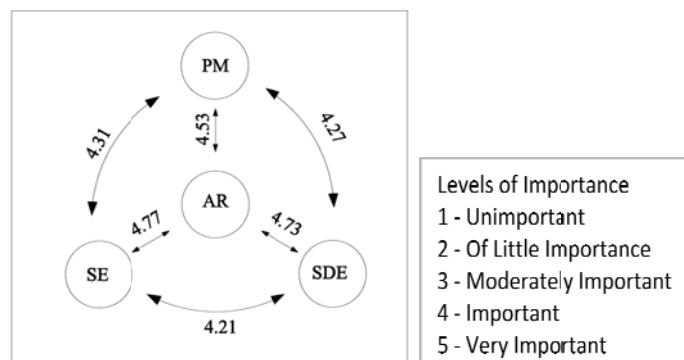 PM
4.31
4.53
4.27
AR
4.77
4.73
SE
SDE
4.21
Levels of Importance
1 - Unimportant
2 - Of Little Importance
3 - Moderately Important
4 - Important
5 - Very Important